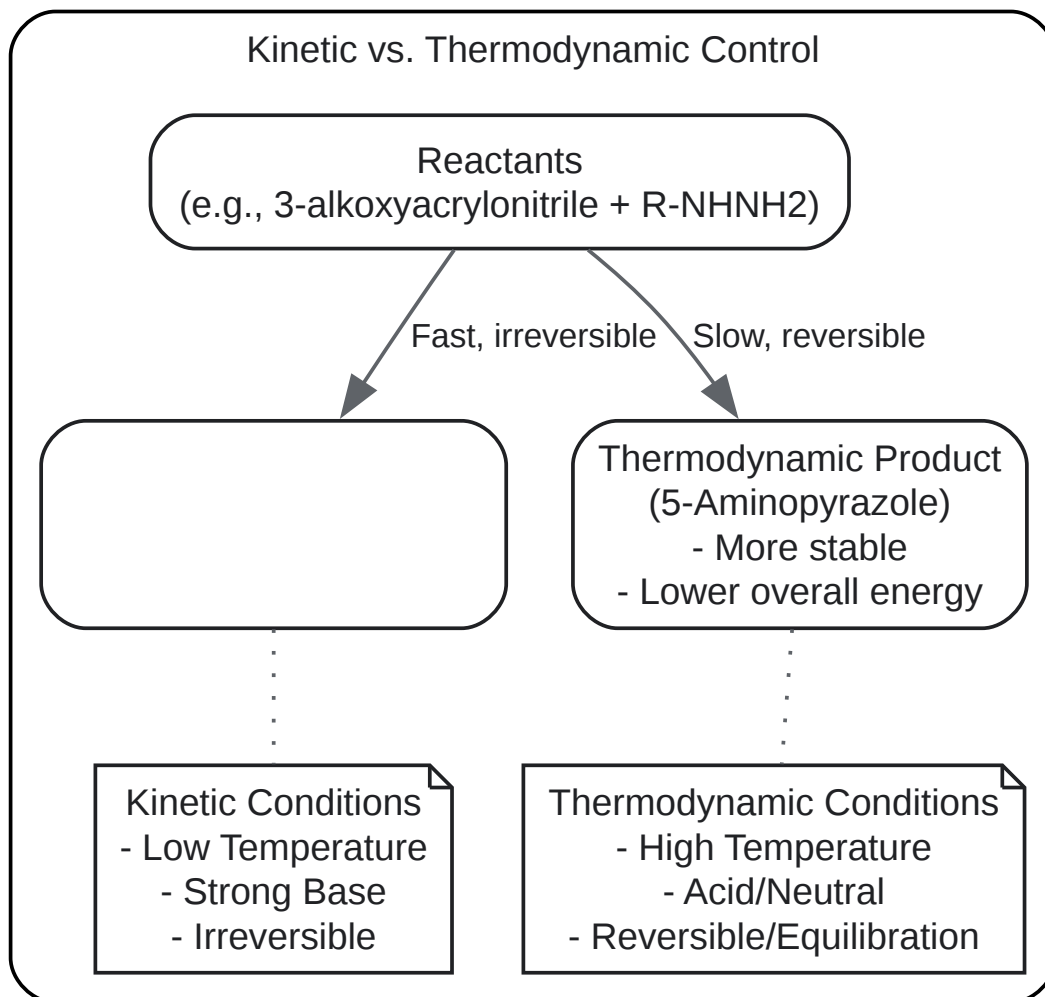 Kinetic vs. Thermodynamic Control
Reactants
(e.g., 3-alkoxyacrylonitrile + R-NHNH2)
Fast, irreversible
Slow, reversible
Thermodynamic Product
(5-Aminopyrazole)
- More stable
- Lower overall energy
Kinetic Conditions
- Low Temperature
- Strong Base
- Irreversible
Thermodynamic Conditions
- High Temperature
- Acid/Neutral
- Reversible/Equilibration